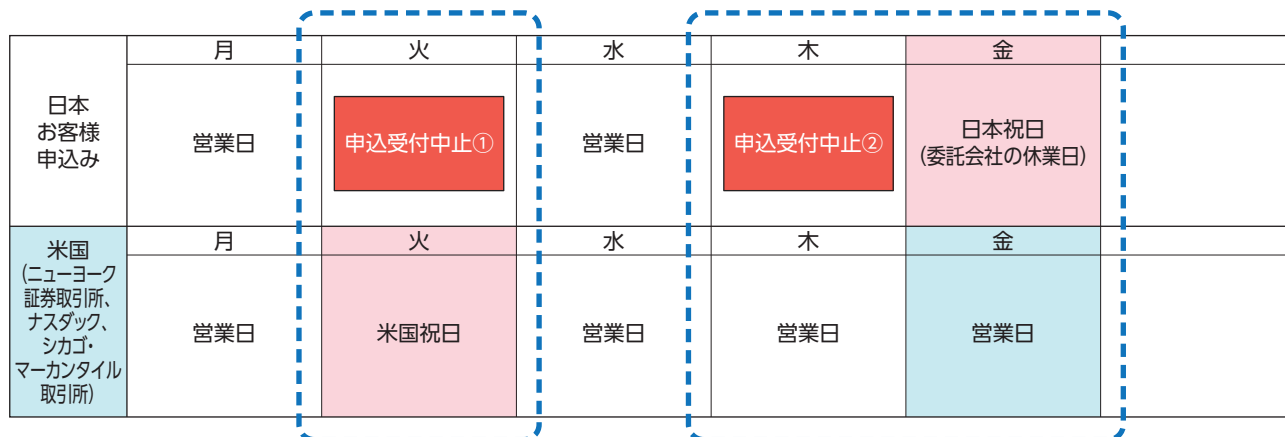 月 火 水 木 金
日本
お客様
申込み
営業日 申込受付中止① 営業日 申込受付中止② 日本祝日
(委託会社の休業日)
月 火 水 木 金
米国
(ニューヨーク
証券取引所、
ナスダック、
シカゴ・
マーカンタイル
取引所)
営業日 米国祝日 営業日 営業日 営業日